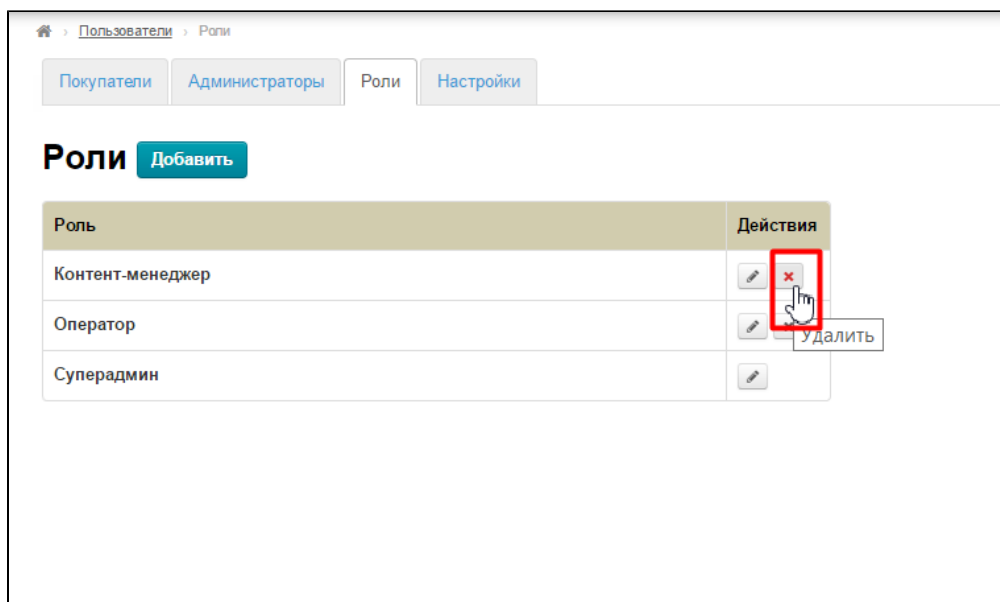 › Пользователи › Роли
Покупатели Администраторы Роли Настройки
Роли Добавить
Роль Действия
Контент-менеджер
Оператор
Удалить
Суперадмин